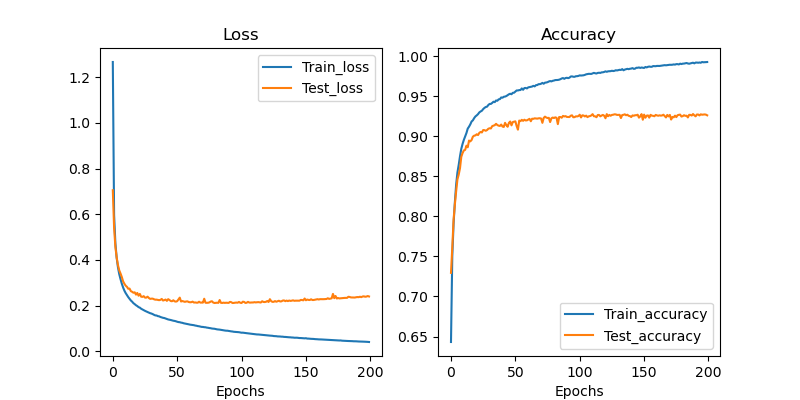 Loss
Train_loss
Test_loss
1.2
1.0
0.8
0.6
0.4
0.2
0.0
0 50 100 150 200
Epochs
Accuracy
1.00
0.95
0.90
0.85
0.80
0.75
0.70
0.65
Train_accuracy
Test_accuracy
0 50 100 150 200
Epochs